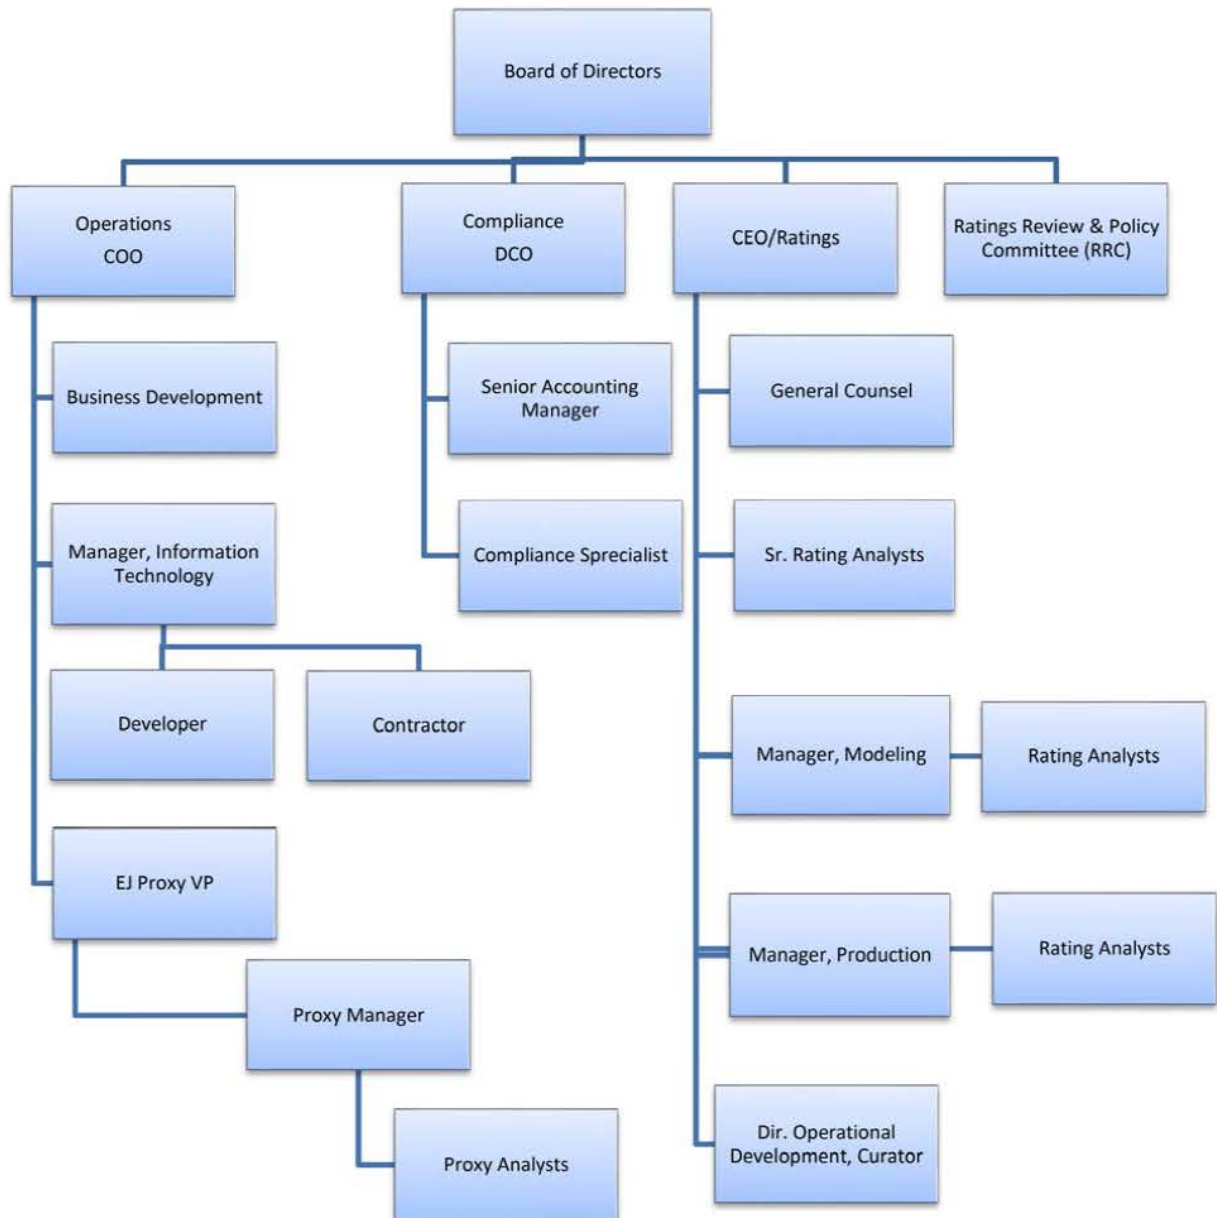 Board of Directors
Operations
COO
Compliance
DCO
CEO/Ratings
Ratings Review & Policy
Committee (RRC)
Business Development
Senior Accounting
Manager
General Counsel
Manager, Information
Technology
Compliance Sprecialist
Sr. Rating Analysts
Developer
Contractor
Manager, Modeling
Rating Analysts
EJ Proxy VP
Manager, Production
Rating Analysts
Proxy Manager
Dir. Operational
Development, Curator
Proxy Analysts